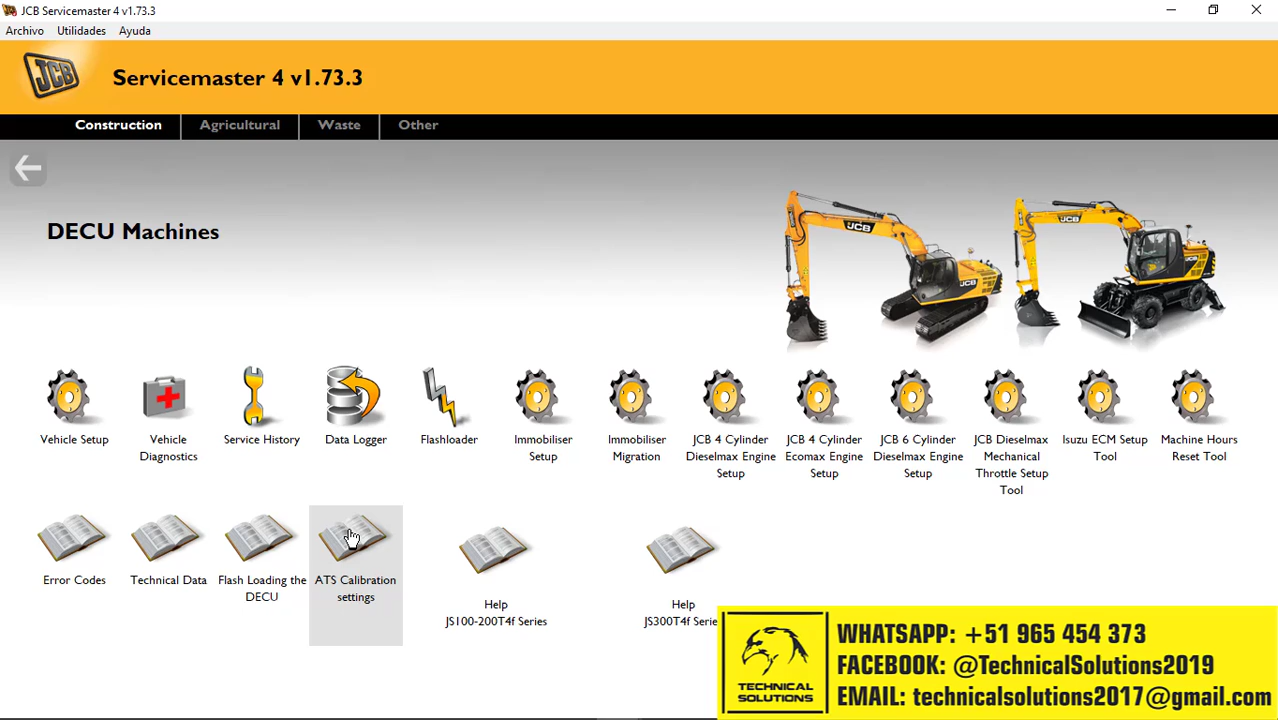 JCB Servicemaster 4 v1.73.3
Archivo Utilidades Ayuda
JCB
Servicemaster 4 v1.73.3
Construction Agricultural Waste Other
DECU Machines
JCB
JCB
JCB
Vehicle Setup
Vehicle
Diagnostics
Service History
Data Logger
Flashloader
Immobiliser
Setup
Immobiliser
Migration
JCB 4 Cylinder
Dieselmax Engine
Setup
JCB 4 Cylinder
Ecomax Engine
Setup
JCB 6 Cylinder
Dieselmax Engine
Setup
JCB Dieselmax
Mechanical
Throttle Setup
Tool
Isuzu ECM Setup
Tool
Machine Hours
Reset Tool
Error Codes
Technical Data
Flash Loading the
DECU
ATS Calibration
settings
Help
JS100-200T4f Series
Help
JS300T4f Serie
TECHNICAL
SOLUTIONS
WHATSAPP: +51 965 454 373
FACEBOOK: @TechnicalSolutions2019
EMAIL: technicalsolutions2017@gmail.com